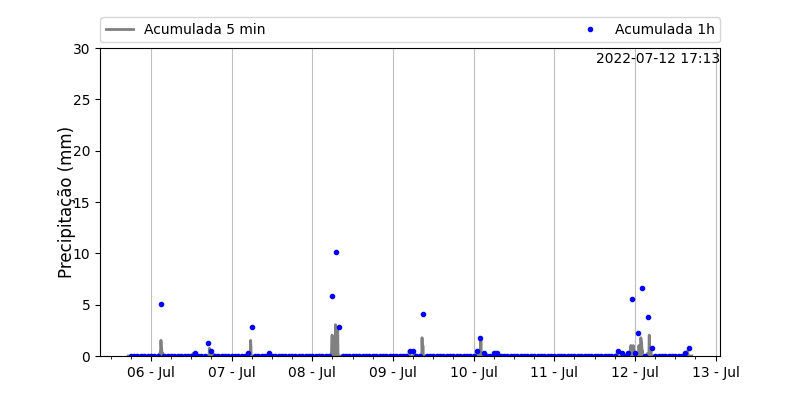 Acumulada 5 min
Acumulada 1h
2022-07-12 17:13
Precipitação (mm)
30
25
20
15
10
5
0
06 - Jul
07 - Jul
08 - Jul
09 - Jul
10 - Jul
11 - Jul
12 - Jul
13 - Jul